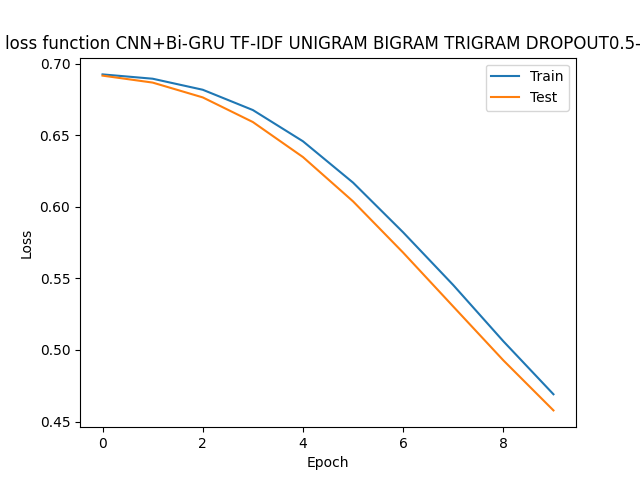 loss function CNN+Bi-GRU TF-IDF UNIGRAM BIGRAM TRIGRAM DROPOUT0.5-
Train
Test
0.70
0.65
0.60
0.55
0.50
0.45
Loss
0 2 4 6 8
Epoch